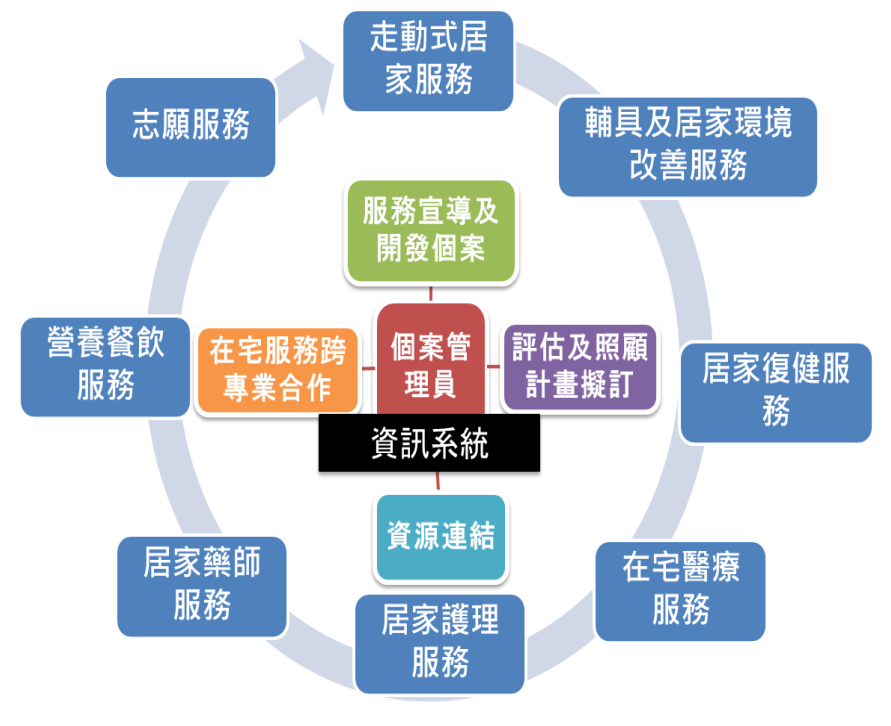 走動式居
家服務
輔具及居家環境
改善服務
居家復健服
務
在宅醫療
服務
居家護理
服務
居家藥師
服務
營養餐飲
服務
志願服務
服務宣導及
開發個案
個案管
理員
在宅服務跨
專業合作
評估及照顧
計畫擬訂
資訊系統
資源連結